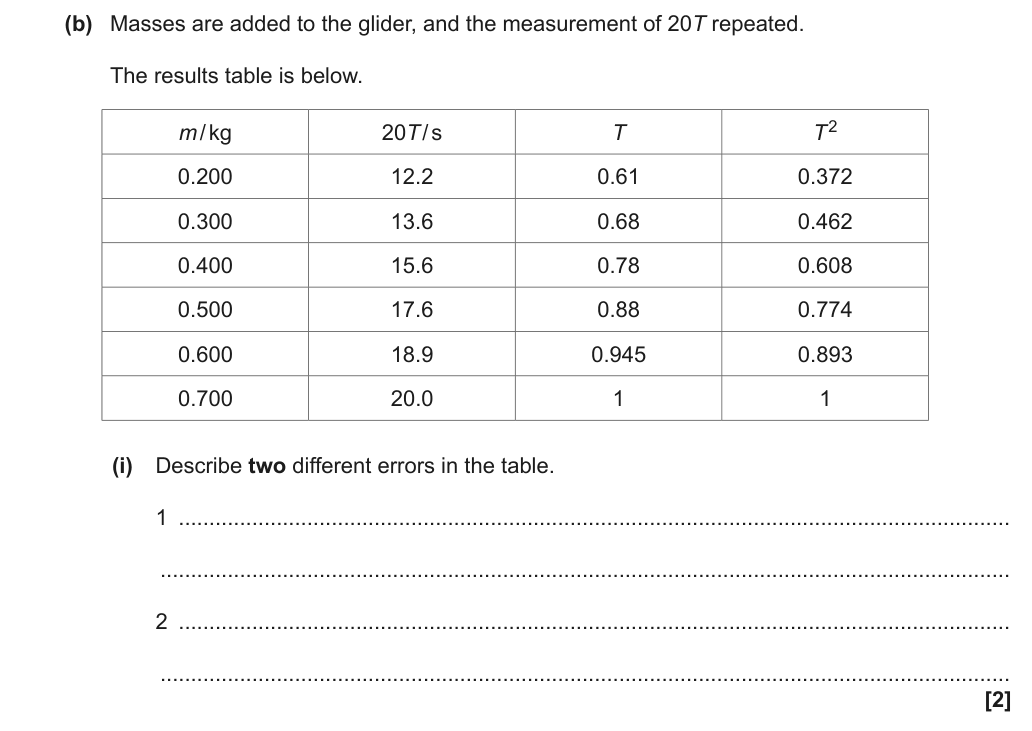 (b) Masses are added to the glider, and the measurement of 20T repeated.
The results table is below.
m/kg 20T/s T T²
0.200 12.2 0.61 0.372
0.300 13.6 0.68 0.462
0.400 15.6 0.78 0.608
0.500 17.6 0.88 0.774
0.600 18.9 0.945 0.893
0.700 20.0 1 1
(i) Describe two different errors in the table.
1 ..........................................................................................
..........................................................................................
2 ..........................................................................................
..........................................................................................
[2]